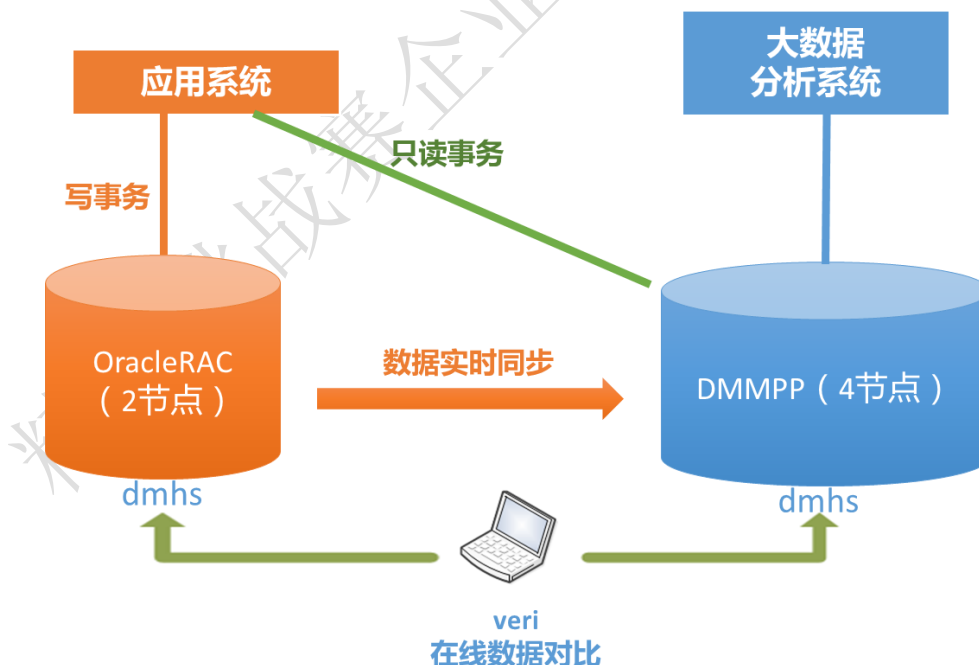 应用系统
大数据
分析系统
只读事务
写事务
OracleRAC
（2节点）
数据实时同步
DMMPP（4节点）
dmhs
dmhs
veri
在线数据对比